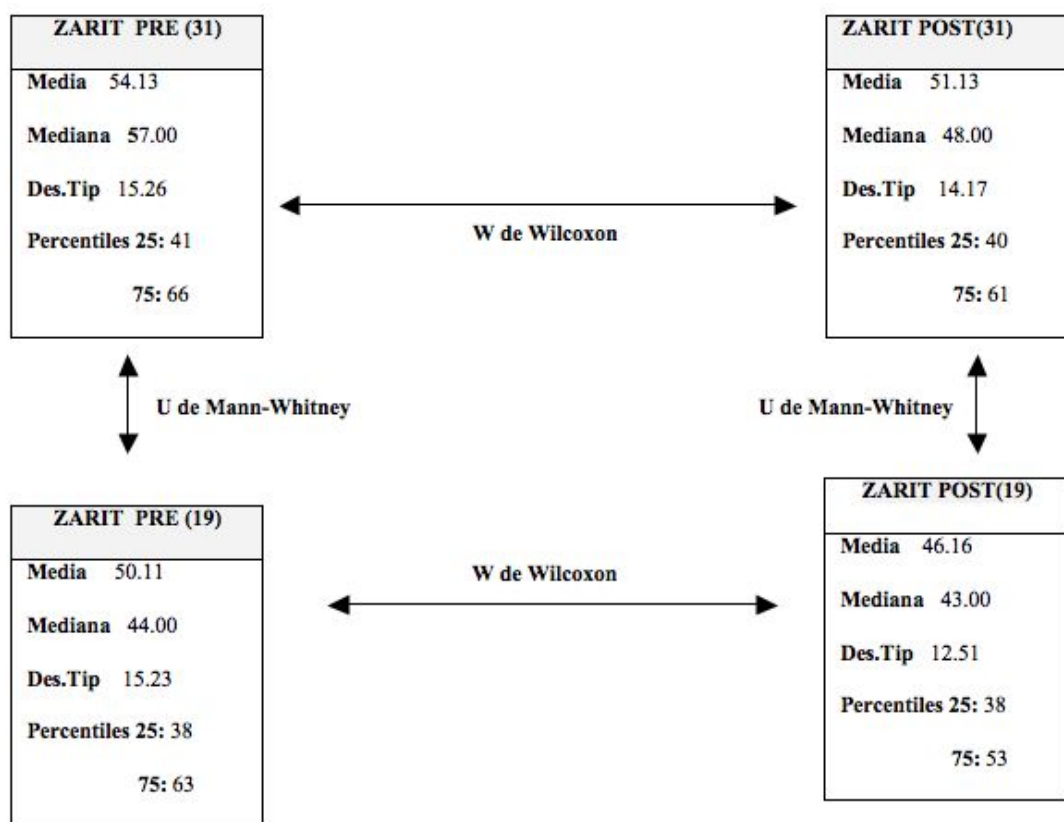 ZARIT PRE (31)
Media 54.13
Mediana 57.00
Des.Tip 15.26
Percentiles 25: 41
75: 66
ZARIT POST(31)
Media 51.13
Mediana 48.00
Des.Tip 14.17
Percentiles 25: 40
75: 61
W de Wilcoxon
U de Mann-Whitney
U de Mann-Whitney
ZARIT PRE (19)
Media 50.11
Mediana 44.00
Des.Tip 15.23
Percentiles 25: 38
75: 63
W de Wilcoxon
ZARIT POST(19)
Media 46.16
Mediana 43.00
Des.Tip 12.51
Percentiles 25: 38
75: 53